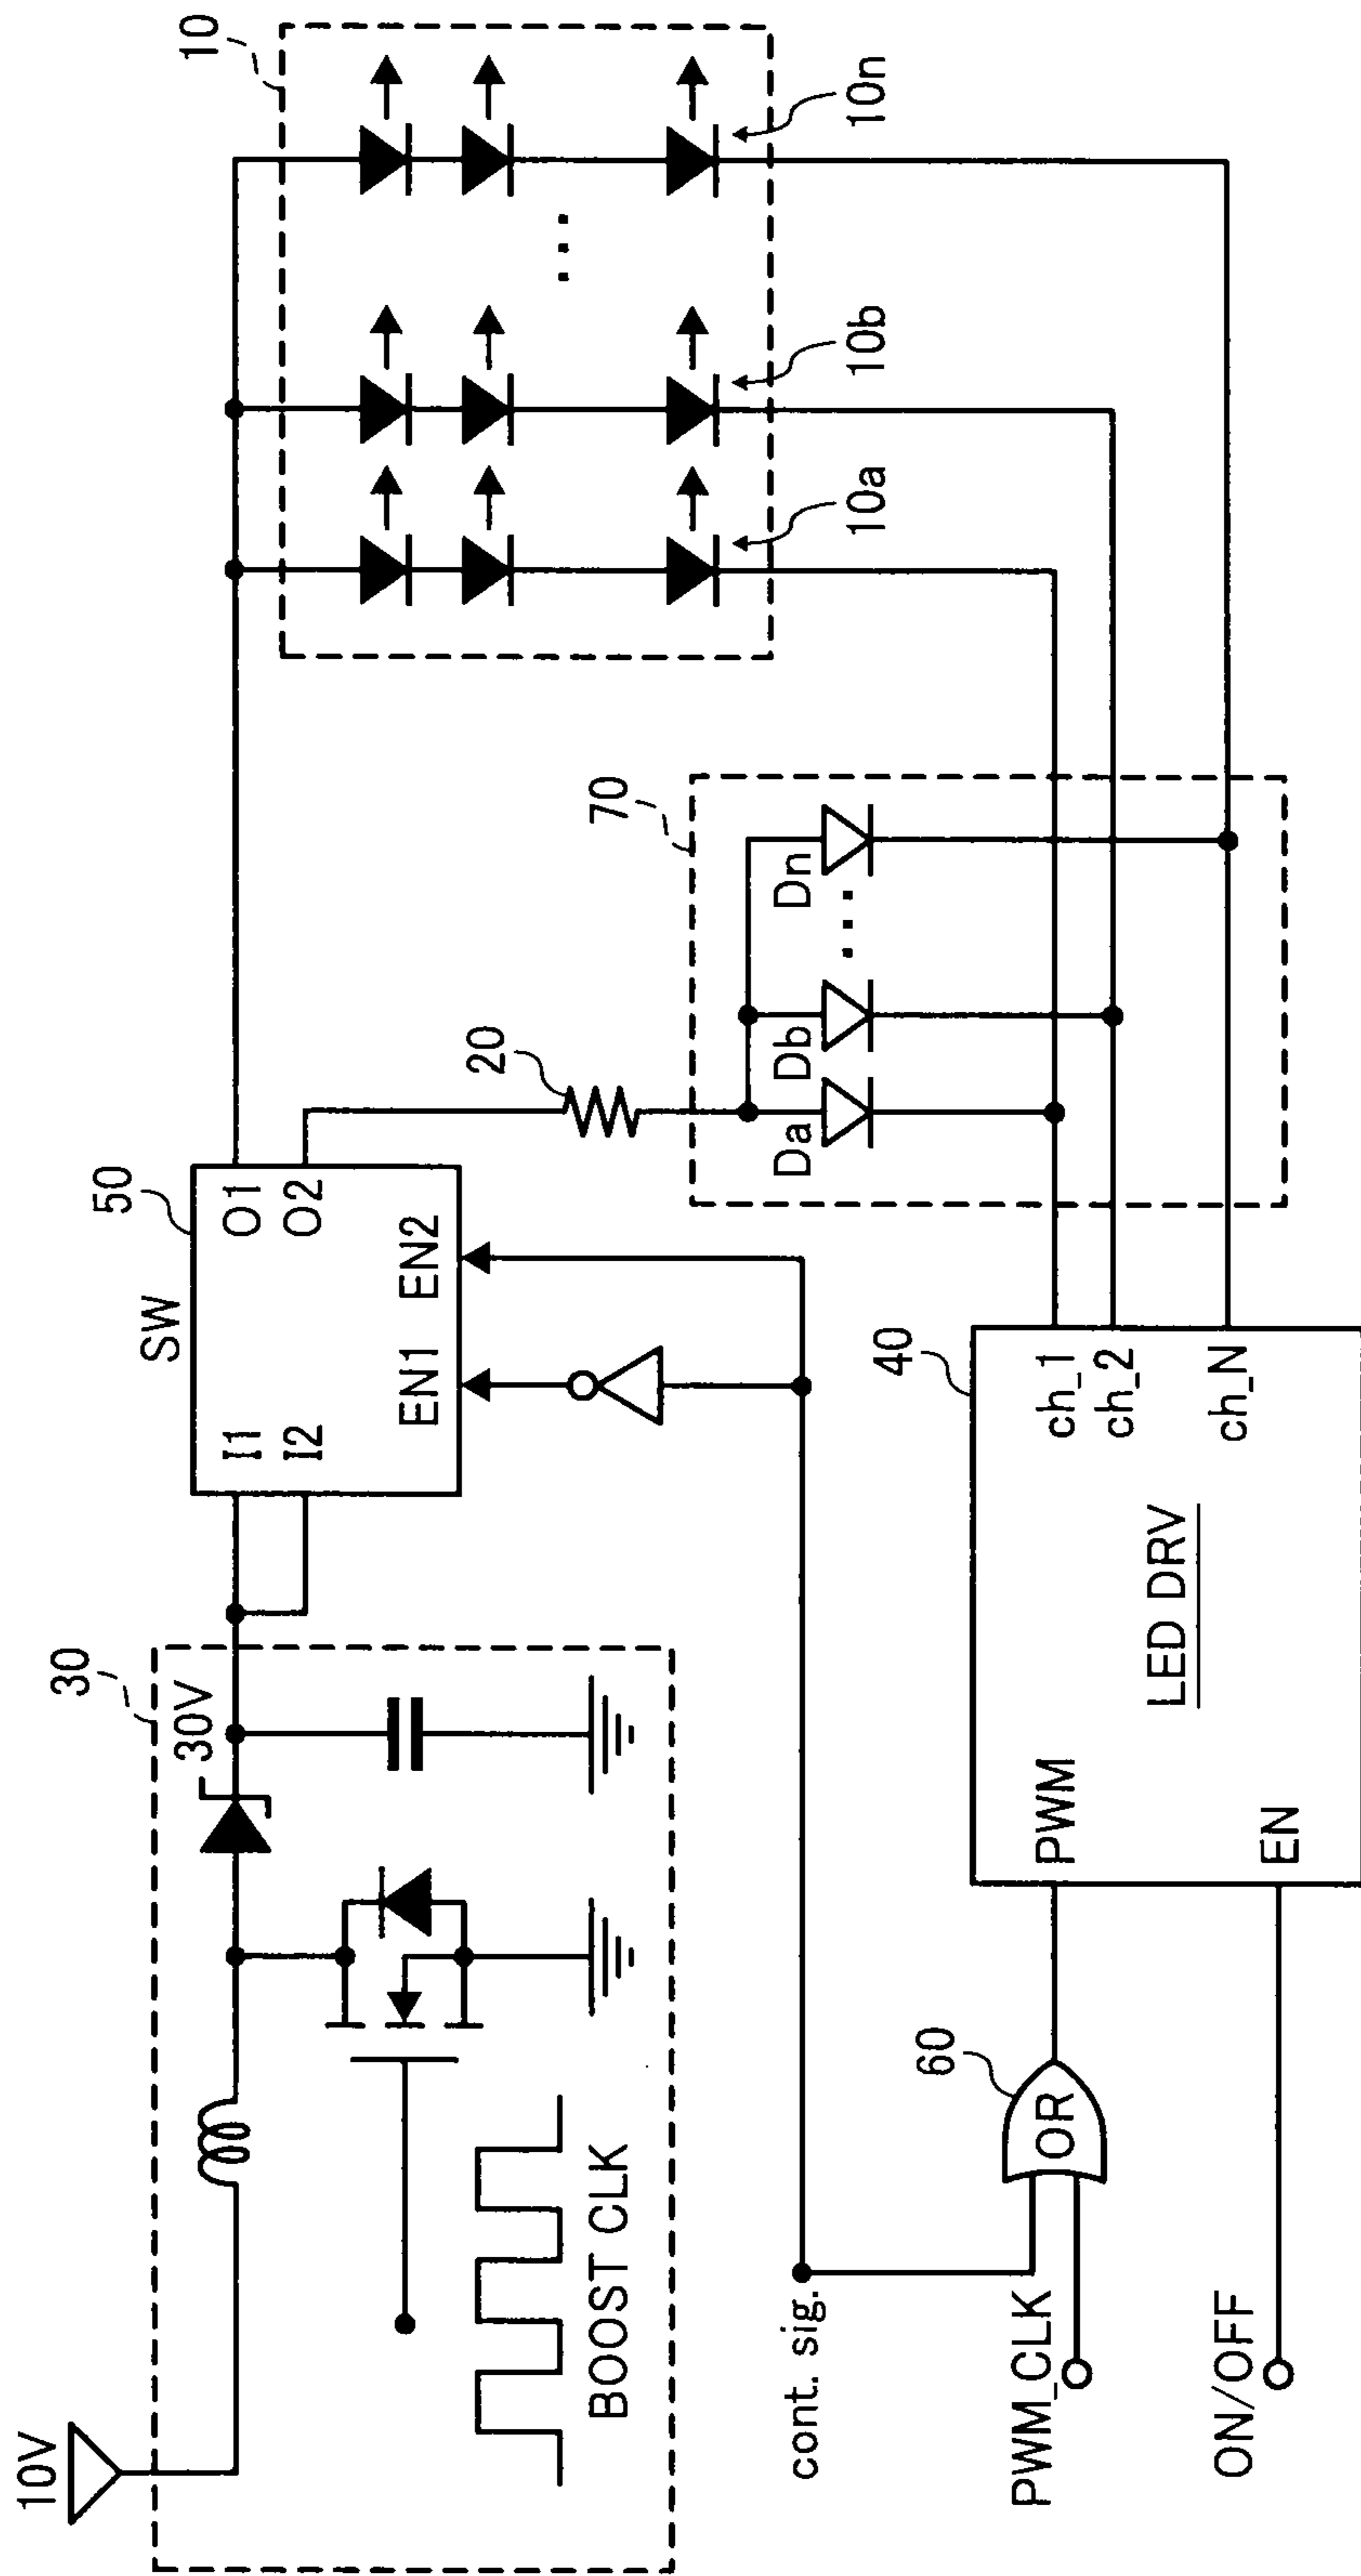 10V
30
30V
BOOST CLK
SW
50
I1
I2
O1
O2
EN1
EN2
20
10
10a
10b
10n
...
70
Da
Db
Dn
...
cont. sig.
PWM_CLK
ON/OFF
60
OR
40
PWM
EN
LED DRV
ch_1
ch_2
ch_N